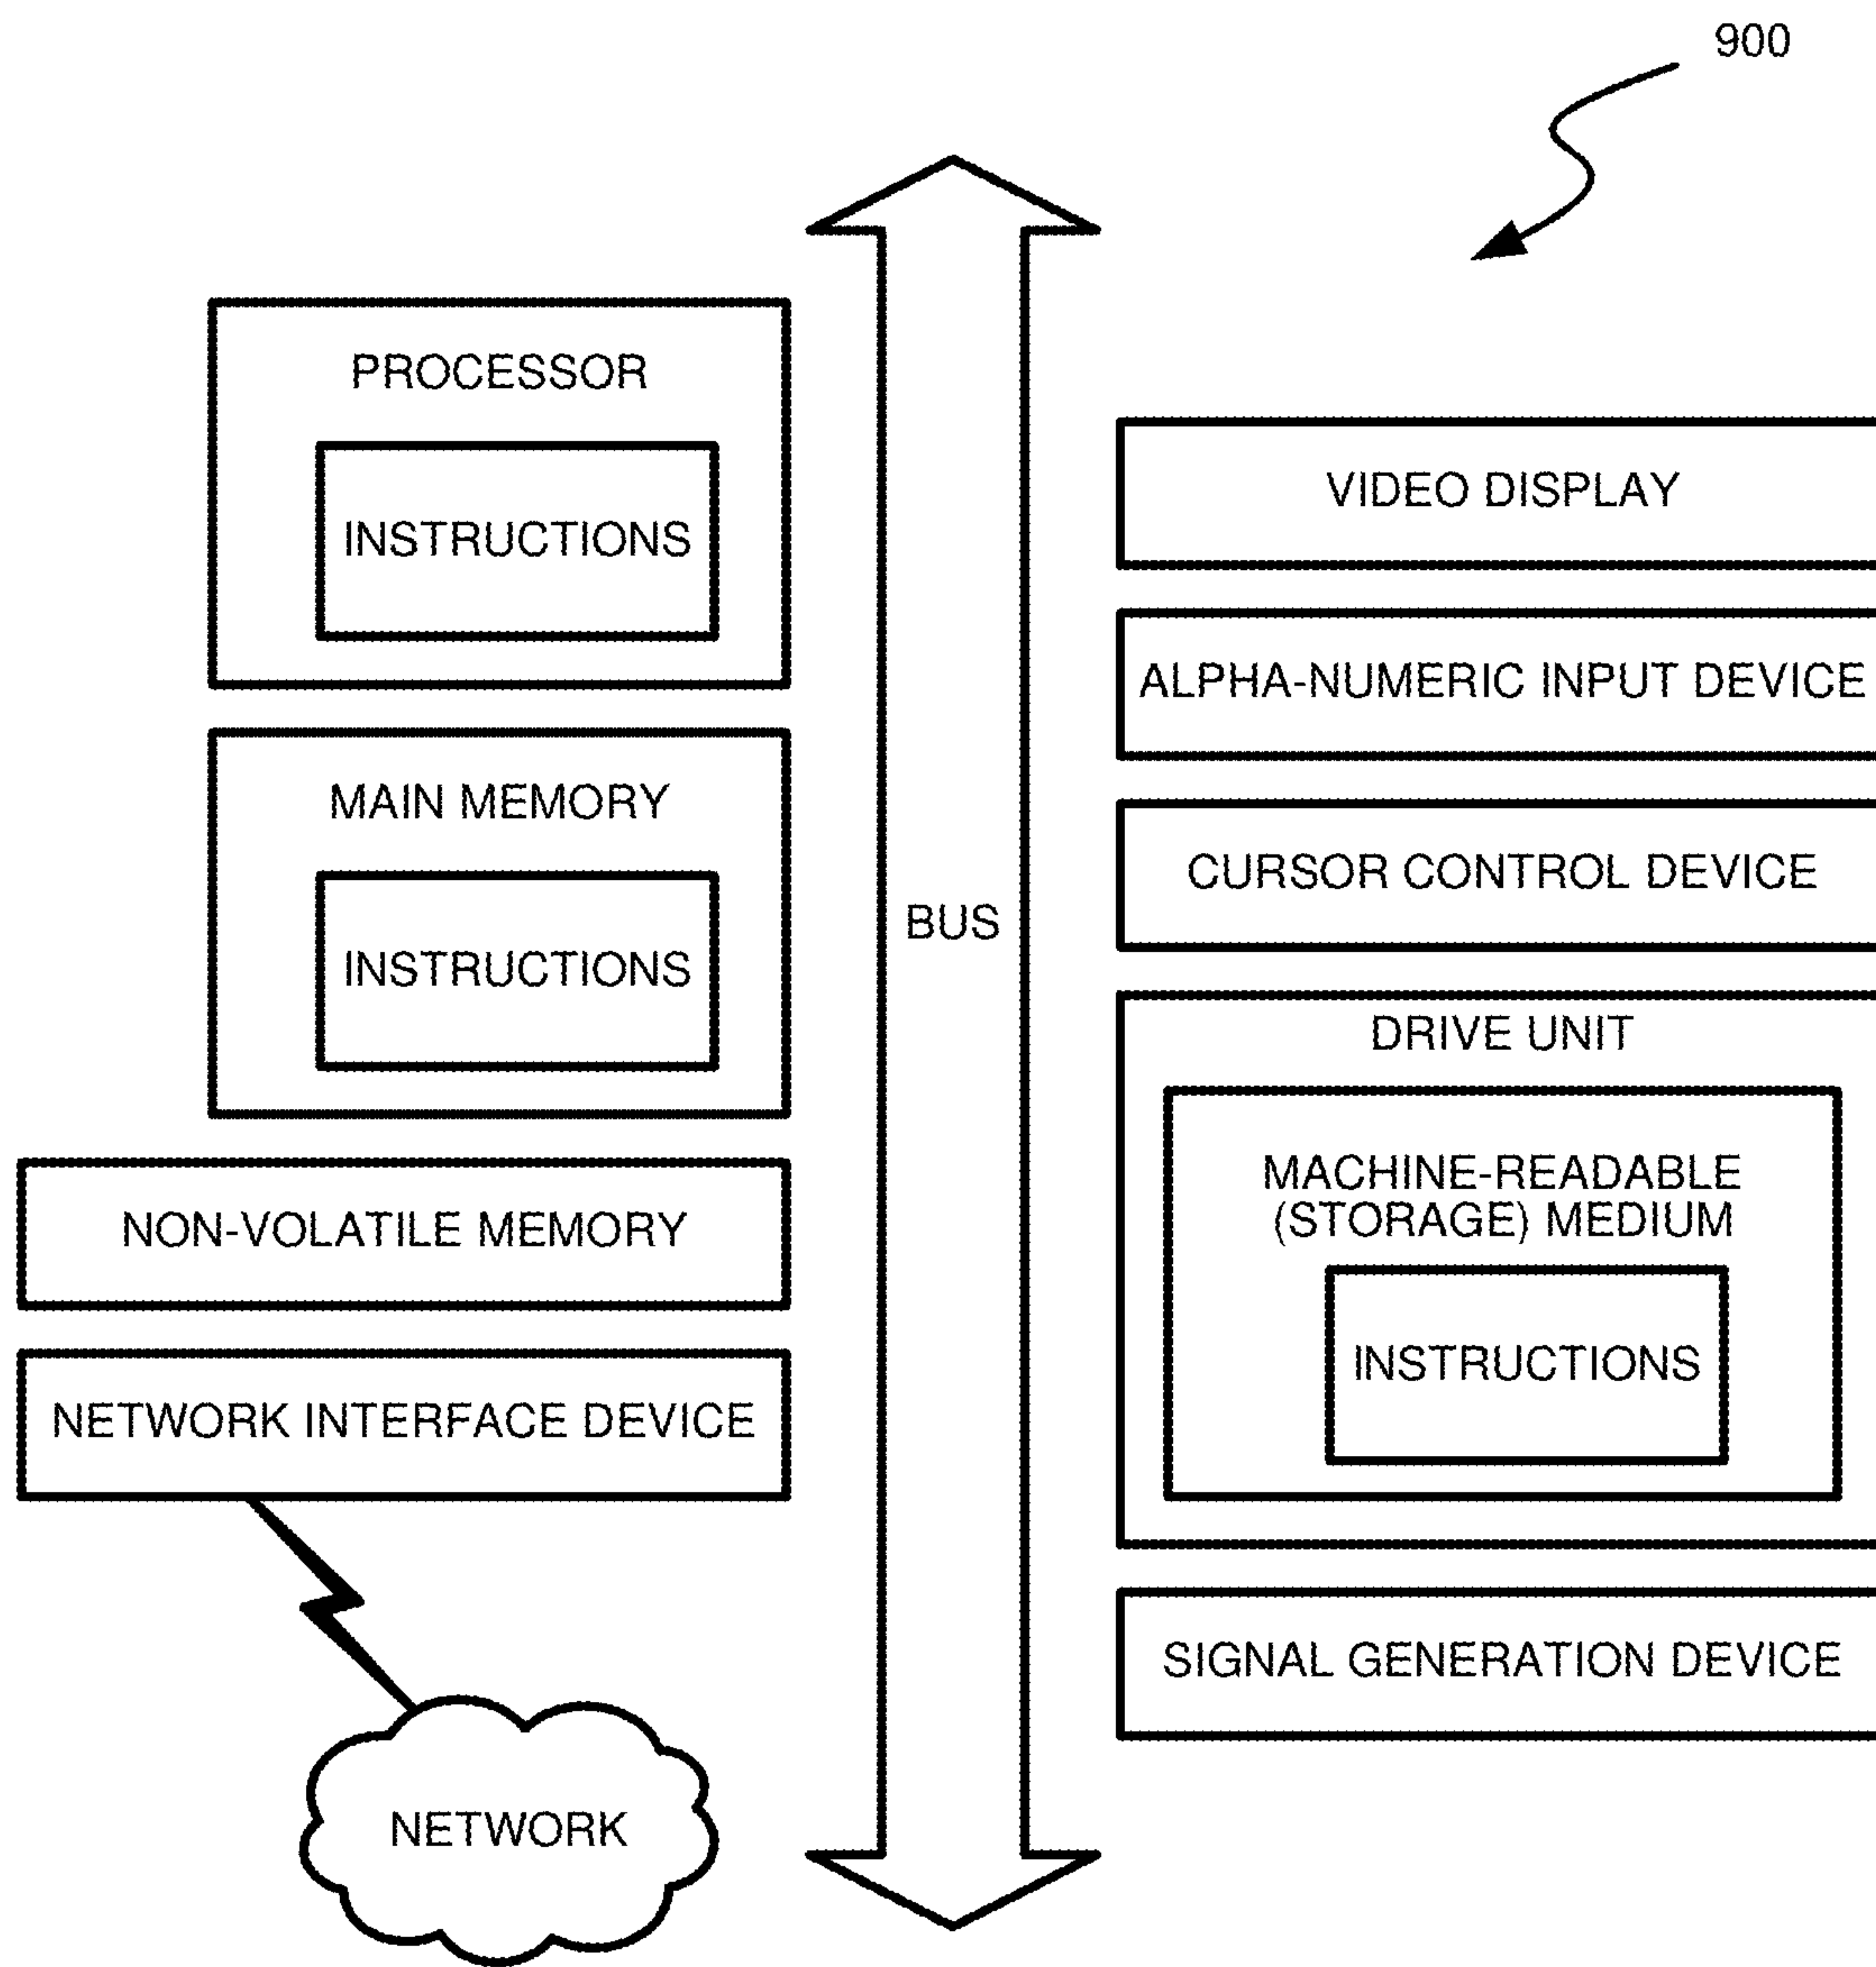 900
PROCESSOR
INSTRUCTIONS
MAIN MEMORY
INSTRUCTIONS
NON-VOLATILE MEMORY
NETWORK INTERFACE DEVICE
NETWORK
BUS
VIDEO DISPLAY
ALPHA-NUMERIC INPUT DEVICE
CURSOR CONTROL DEVICE
DRIVE UNIT
MACHINE-READABLE
(STORAGE) MEDIUM
INSTRUCTIONS
SIGNAL GENERATION DEVICE